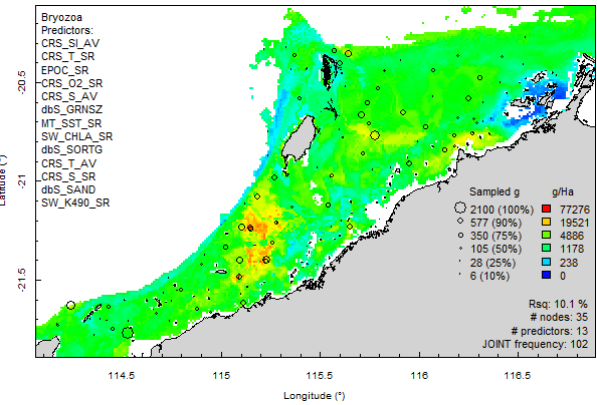 Bryozoa
Predictors:
CRS_SI_AV
CRS_T_SR
EPOC_SR
CRS_O2_SR
CRS_S_AV
dbS_GRNSZ
MT_SST_SR
SW_CHLA_SR
dbS_SORTG
CRS_T_AV
CRS_S_SR
dbS_SAND
SW_K490_SR
20.5
21
21.5
Latitude (°)
Sampled g g/Ha
2100 (100%) 77276
577 (90%) 19521
350 (75%) 4886
105 (50%) 1178
28 (25%) 238
6 (10%) 0
Rsq: 10.1 %
# nodes: 35
# predictors: 13
JOINT frequency: 102
114.5 115 115.5 116 116.5
Longitude (°)